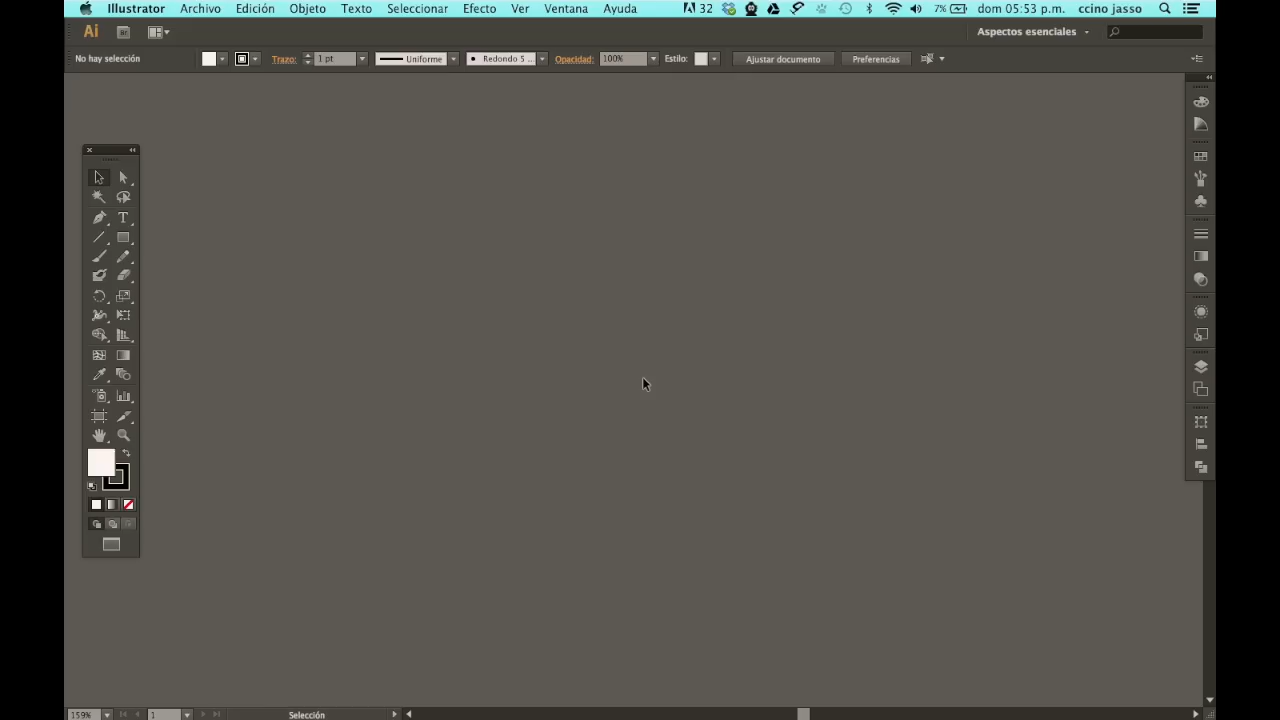 Illustrator Archivo Edición Objeto Texto Seleccionar Efecto Ver Ventana Ayuda 32 7% dom 05:53 p.m. ccino jasso
Ai Br Aspectos esenciales
No hay selección Trazo: 1 pt Uniforme Redondo 5 ... Opacidad: 100% Estilo: Ajustar documento Preferencias
T
159% 1 Selección